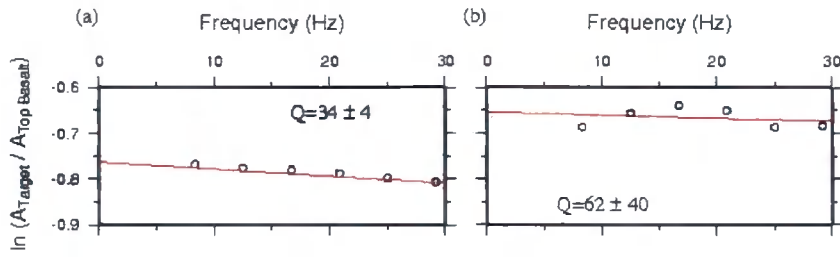 (a) Frequency (Hz)
0 10 20 30
ln (ATarget / ATop Basalt)
-0.6
-0.7
-0.8
-0.9
Q=34 ± 4
(b) Frequency (Hz)
0 10 20 30
Q=62 ± 40